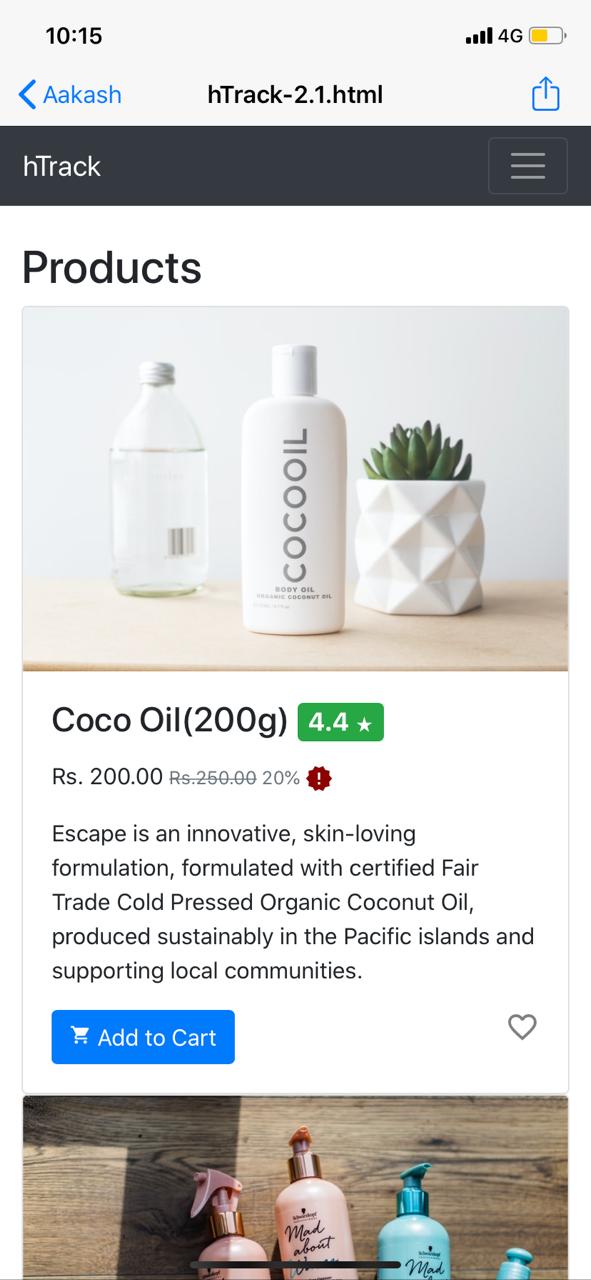 10:15
4G
Aakash
hTrack-2.1.html
hTrack
Products
COCOOIL
BODY OIL
ORGANIC COCONUT OIL
Coco Oil(200g) 4.4 ★
Rs. 200.00 Rs.250.00 20%
Escape is an innovative, skin-loving
formulation, formulated with certified Fair
Trade Cold Pressed Organic Coconut Oil,
produced sustainably in the Pacific islands and
supporting local communities.
Add to Cart
Schwarzkopf
Mad
about
Schwarzkopf
Mad